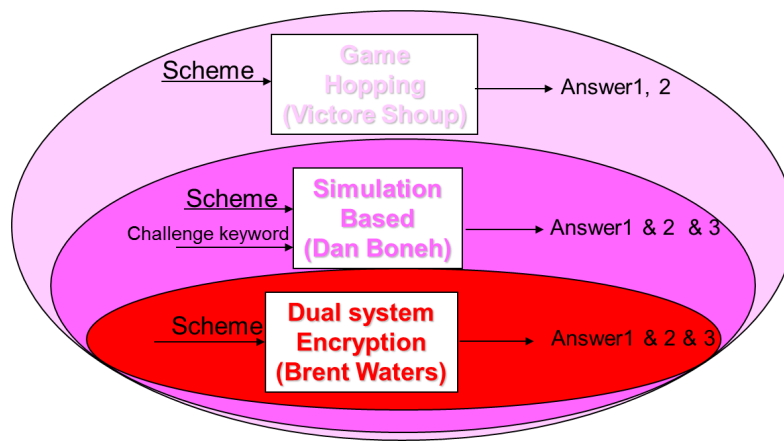 Game
Hopping
(Victore Shoup)
Scheme
Answer1, 2
Simulation
Based
(Dan Boneh)
Scheme
Challenge keyword
Answer1 & 2 & 3
Dual system
Encryption
(Brent Waters)
Scheme
Answer1 & 2 & 3